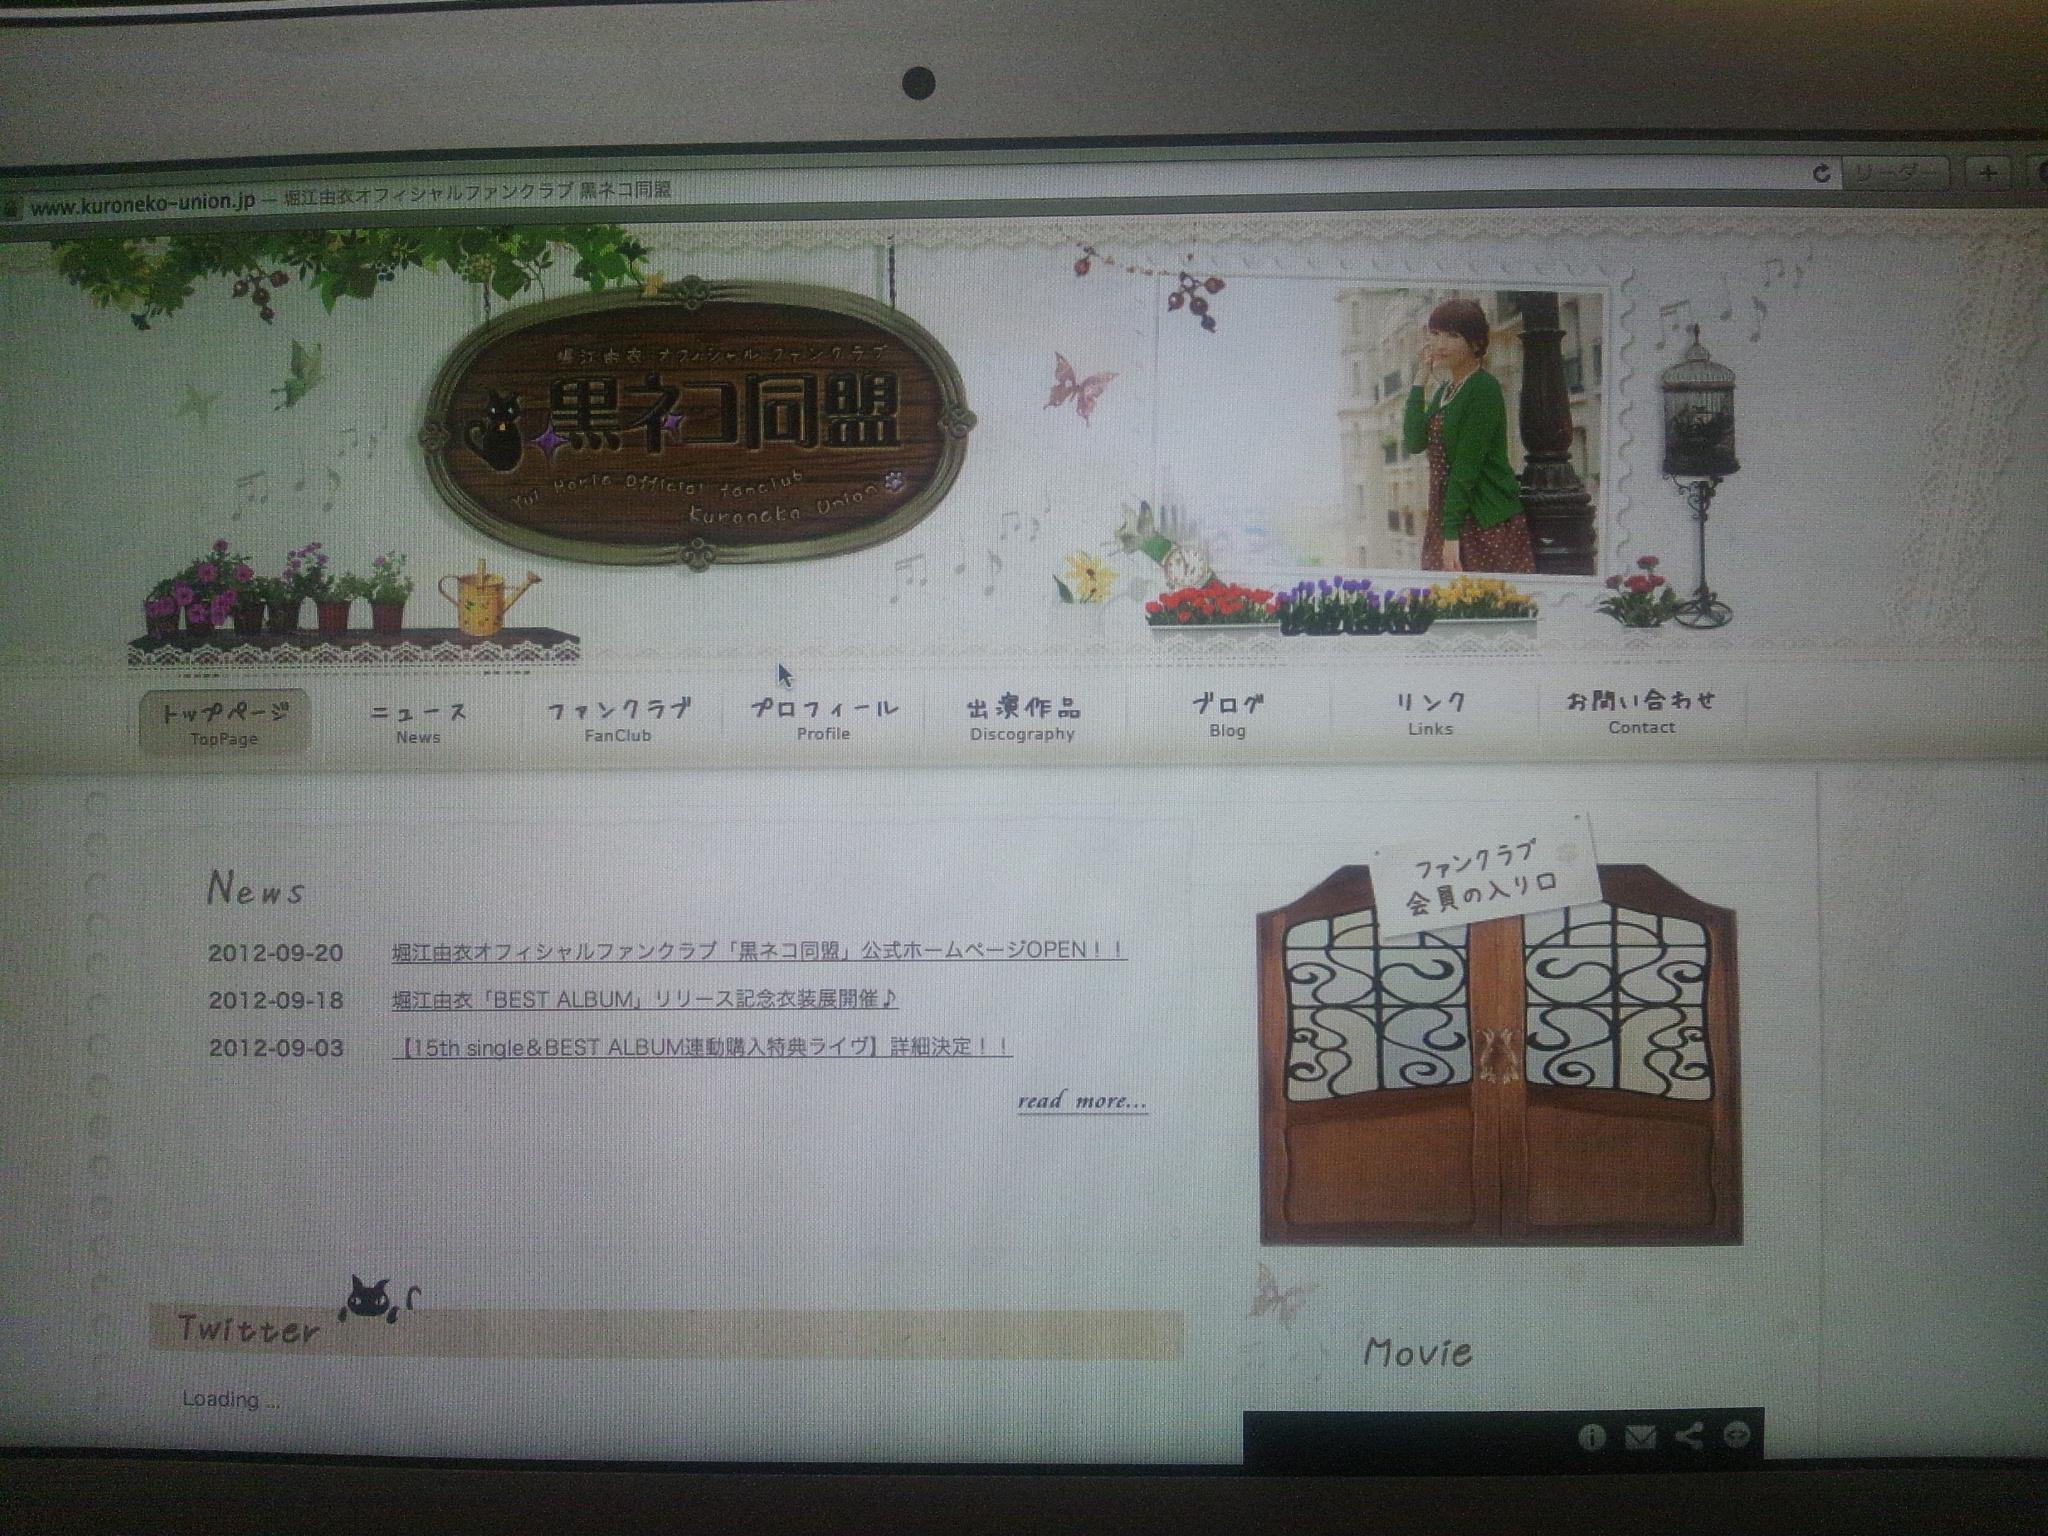 www.kuroneko-union.jp — 堀江由衣オフィシャルファンクラブ 黒ネコ同盟
リーダー
堀江由衣 オフィシャル ファンクラブ
黒ネコ同盟
Yui Horie Official fanclub
Kuroneko Union
トップページ
TopPage
ニュース
News
ファンクラブ
FanClub
プロフィール
Profile
出演作品
Discography
ブログ
Blog
リンク
Links
お問い合わせ
Contact
News
2012-09-20 堀江由衣オフィシャルファンクラブ「黒ネコ同盟」公式ホームページOPEN！！
2012-09-18 堀江由衣「BEST ALBUM」リリース記念衣装展開催♪
2012-09-03 【15th single＆BEST ALBUM連動購入特典ライヴ】詳細決定！！
read more...
ファンクラブ
会員の入り口
Twitter
Loading ...
Movie